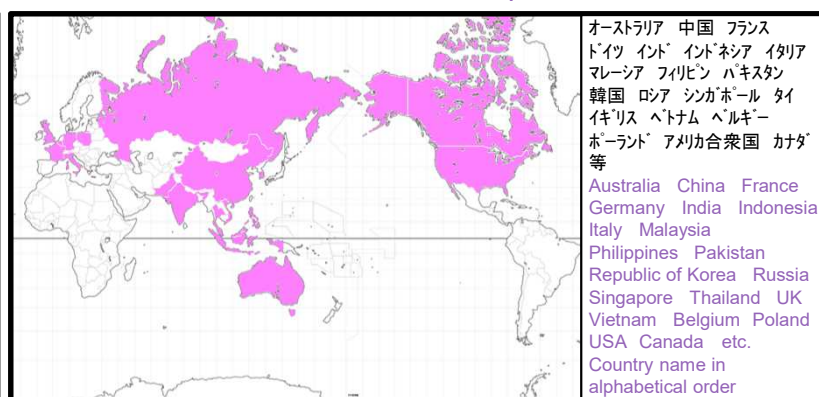 オーストラリア 中国 フランス
ﾄﾞイツ インﾄﾞ インﾄﾞネシア イタリア
マレーシア フィリピン パキスタン
韓国 ロシア シンガポール タイ
イギリス ベトナム ベルギー
ポーランﾄﾞ アメリカ合衆国 カナダ
等
Australia China France
Germany India Indonesia
Italy Malaysia
Philippines Pakistan
Republic of Korea Russia
Singapore Thailand UK
Vietnam Belgium Poland
USA Canada etc.
Country name in
alphabetical order